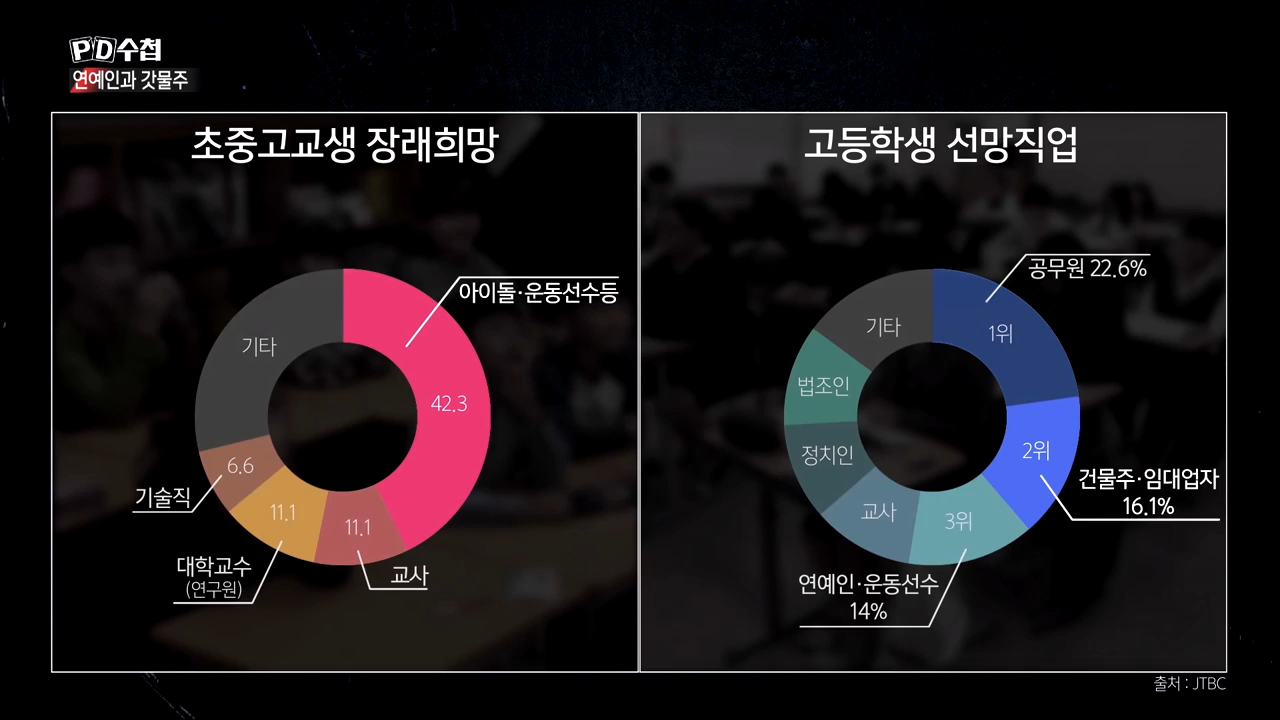 PD수첩
연예인과 갓물주
초중고교생 장래희망
아이돌·운동선수등
42.3
교사
11.1
대학교수
(연구원)
11.1
기술직
6.6
기타
고등학생 선망직업
공무원 22.6%
1위
2위
건물주·임대업자
16.1%
3위
연예인·운동선수
14%
교사
정치인
법조인
기타
출처 : JTBC